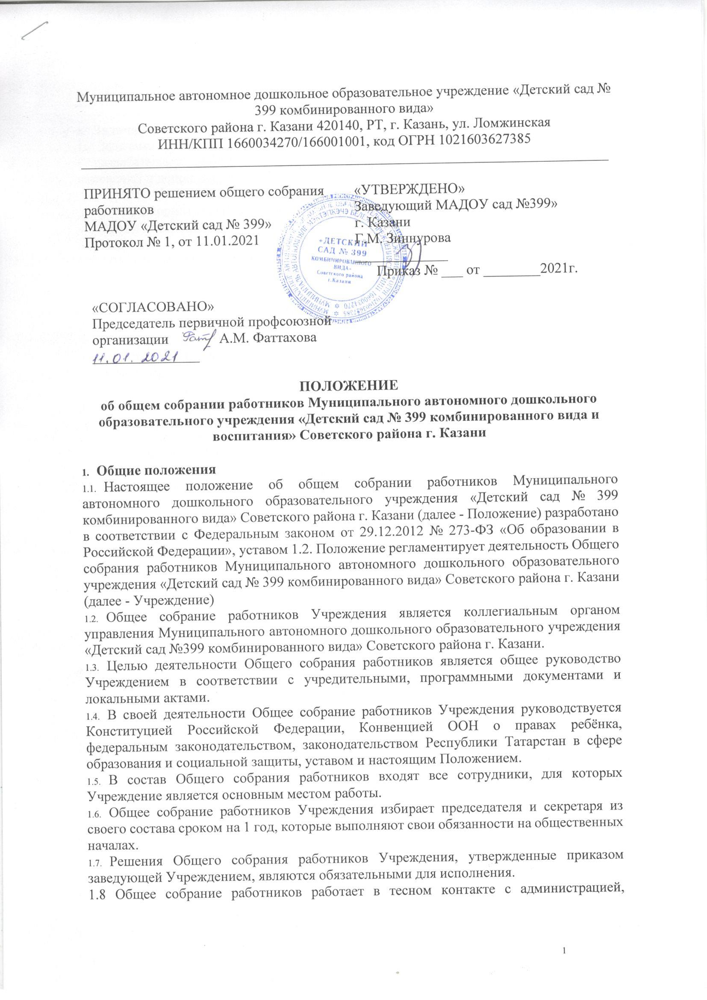 Муниципальное автономное дошкольное образовательное учреждение «Детский сад №
399 комбинированного вида»
Советского района г. Казани 420140, РТ, г. Казань, ул. Ломжинская
ИНН/КПП 1660034270/166001001, код ОГРН 1021603627385
ПРИНЯТО решением общего собрания
работников
МАДОУ «Детский сад № 399»
Протокол № 1, от 11.01.2021
«УТВЕРЖДЕНО»
Заведующий МАДОУ сад №399»
г. Казани
Г.М. Зиннурова
Приказ № ___ от ________2021г.
«ДЕТСКИЙ
САД № 399
КОМБИНИРОВАННОГО
ВИДА»
Советского района
г.Казани
«СОГЛАСОВАНО»
Председатель первичной профсоюзной
организации А.М. Фаттахова
11.01. 2021
ПОЛОЖЕНИЕ
об общем собрании работников Муниципального автономного дошкольного
образовательного учреждения «Детский сад № 399 комбинированного вида и
воспитания» Советского района г. Казани
1. Общие положения
1.1. Настоящее положение об общем собрании работников Муниципального
автономного дошкольного образовательного учреждения «Детский сад № 399
комбинированного вида» Советского района г. Казани (далее - Положение) разработано
в соответствии с Федеральным законом от 29.12.2012 № 273-ФЗ «Об образовании в
Российской Федерации», уставом 1.2. Положение регламентирует деятельность Общего
собрания работников Муниципального автономного дошкольного образовательного
учреждения «Детский сад № 399 комбинированного вида» Советского района г. Казани
(далее - Учреждение)
1.2. Общее собрание работников Учреждения является коллегиальным органом
управления Муниципального автономного дошкольного образовательного учреждения
«Детский сад №399 комбинированного вида» Советского района г. Казани.
1.3. Целью деятельности Общего собрания работников является общее руководство
Учреждением в соответствии с учредительными, программными документами и
локальными актами.
1.4. В своей деятельности Общее собрание работников Учреждения руководствуется
Конституцией Российской Федерации, Конвенцией ООН о правах ребёнка,
федеральным законодательством, законодательством Республики Татарстан в сфере
образования и социальной защиты, уставом и настоящим Положением.
1.5. В состав Общего собрания работников входят все сотрудники, для которых
Учреждение является основным местом работы.
1.6. Общее собрание работников Учреждения избирает председателя и секретаря из
своего состава сроком на 1 год, которые выполняют свои обязанности на общественных
началах.
1.7. Решения Общего собрания работников Учреждения, утвержденные приказом
заведующей Учреждением, являются обязательными для исполнения.
1.8 Общее собрание работников работает в тесном контакте с администрацией,
1